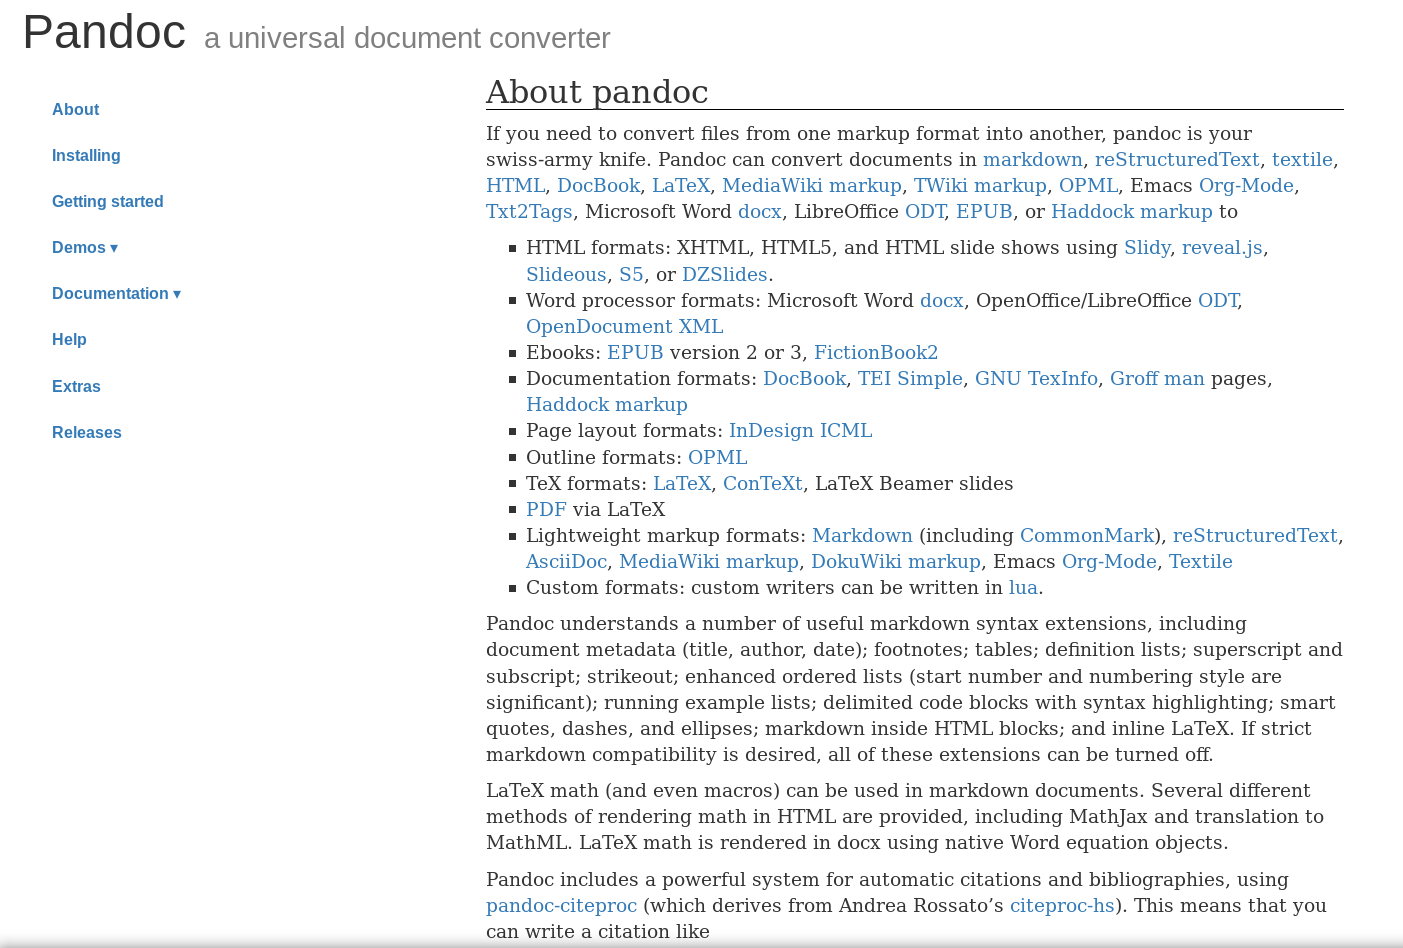 Pandoc a universal document converter
About
Installing
Getting started
Demos ▾
Documentation ▾
Help
Extras
Releases
About pandoc
If you need to convert files from one markup format into another, pandoc is your
swiss-army knife. Pandoc can convert documents in markdown, reStructuredText, textile,
HTML, DocBook, LaTeX, MediaWiki markup, TWiki markup, OPML, Emacs Org-Mode,
Txt2Tags, Microsoft Word docx, LibreOffice ODT, EPUB, or Haddock markup to
▪ HTML formats: XHTML, HTML5, and HTML slide shows using Slidy, reveal.js,
Slideous, S5, or DZSlides.
▪ Word processor formats: Microsoft Word docx, OpenOffice/LibreOffice ODT,
OpenDocument XML
▪ Ebooks: EPUB version 2 or 3, FictionBook2
▪ Documentation formats: DocBook, TEI Simple, GNU TexInfo, Groff man pages,
Haddock markup
▪ Page layout formats: InDesign ICML
▪ Outline formats: OPML
▪ TeX formats: LaTeX, ConTeXt, LaTeX Beamer slides
▪ PDF via LaTeX
▪ Lightweight markup formats: Markdown (including CommonMark), reStructuredText,
AsciiDoc, MediaWiki markup, DokuWiki markup, Emacs Org-Mode, Textile
▪ Custom formats: custom writers can be written in lua.
Pandoc understands a number of useful markdown syntax extensions, including
document metadata (title, author, date); footnotes; tables; definition lists; superscript and
subscript; strikeout; enhanced ordered lists (start number and numbering style are
significant); running example lists; delimited code blocks with syntax highlighting; smart
quotes, dashes, and ellipses; markdown inside HTML blocks; and inline LaTeX. If strict
markdown compatibility is desired, all of these extensions can be turned off.
LaTeX math (and even macros) can be used in markdown documents. Several different
methods of rendering math in HTML are provided, including MathJax and translation to
MathML. LaTeX math is rendered in docx using native Word equation objects.
Pandoc includes a powerful system for automatic citations and bibliographies, using
pandoc-citeproc (which derives from Andrea Rossato’s citeproc-hs). This means that you
can write a citation like